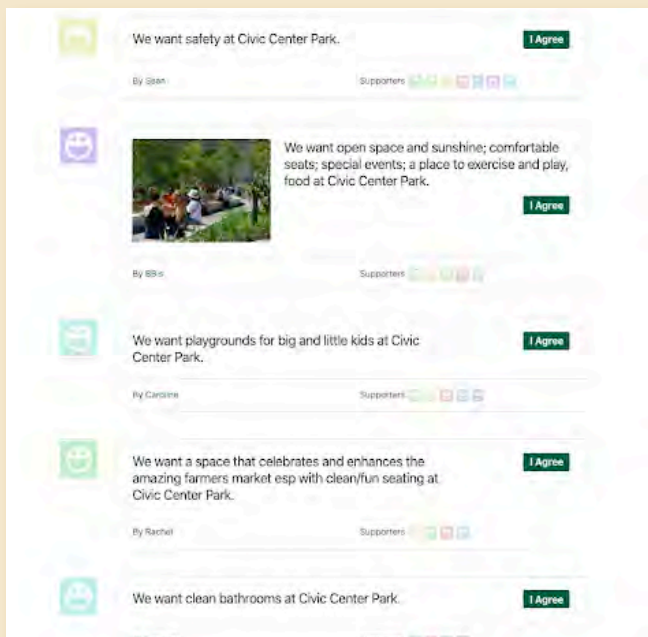 We want safety at Civic Center Park.
I Agree
By Sean
Supporters
We want open space and sunshine; comfortable
seats; special events; a place to exercise and play,
food at Civic Center Park.
I Agree
Supporters
We want playgrounds for big and little kids at Civic
Center Park.
I Agree
By Caroline
Supporters
We want a space that celebrates and enhances the
amazing farmers market esp with clean/fun seating at
Civic Center Park.
I Agree
By Rachel
Supporters
We want clean bathrooms at Civic Center Park.
I Agree